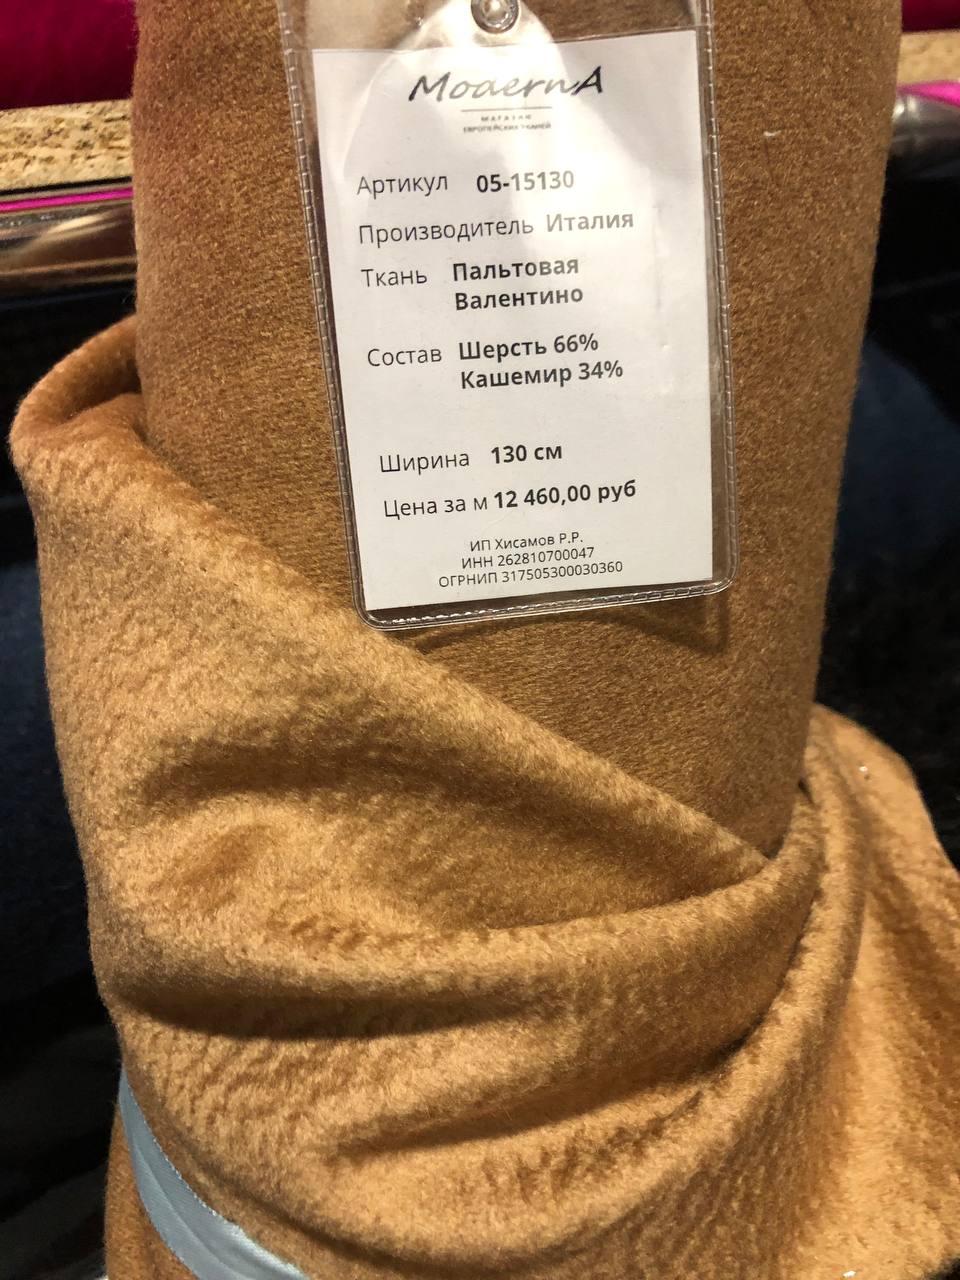 ModernA
МАГАЗИН
ЕВРОПЕЙСКИХ ТКАНЕЙ
Артикул 05-15130
Производитель Италия
Ткань Пальтовая
Валентино
Состав Шерсть 66%
Кашемир 34%
Ширина 130 см
Цена за м 12 460,00 руб
ИП Хисамов Р.Р.
ИНН 262810700047
ОГРНИП 317505300030360